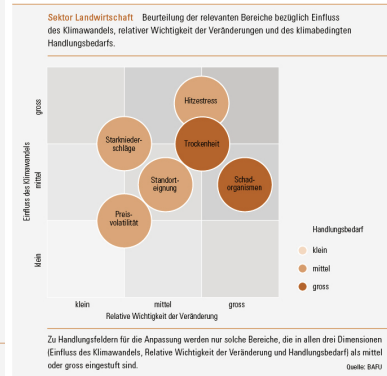 Sektor Landwirtschaft Beurteilung der relevanten Bereiche bezüglich Einfluss
des Klimawandels, relativer Wichtigkeit der Veränderungen und des klimabedingten
Handlungsbedarfs.
Einfluss des Klimawandels
gross
mittel
klein
Hitzestress
Starknieder-
schläge
Trockenheit
Standort-
eignung
Schad-
organismen
Preis-
volatilität
Handlungsbedarf
klein
mittel
gross
klein mittel gross
Relative Wichtigkeit der Veränderung
Zu Handlungsfeldern für die Anpassung werden nur solche Bereiche, die in allen drei Dimensionen
(Einfluss des Klimawandels, Relative Wichtigkeit der Veränderung und Handlungsbedarf) als mittel
oder gross eingestuft sind. Quelle: BAFU